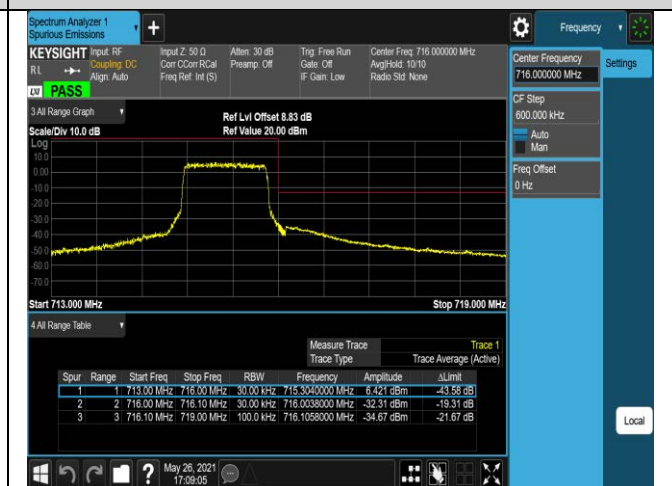 Spectrum Analyzer 1
Spurious Emissions
+
Frequency
KEYSIGHT Input: RF Input Z: 50 Ω Atten: 30 dB Trig: Free Run Center Freq: 716.000000 MHz
RL Coupling: DC Corr CCorr RCal Preamp: Off Gate: Off Avg|Hold: 10/10
Align: Auto Freq Ref: Int (S) IF Gain: Low Radio Std: None
LXI PASS
Center Frequency
716.000000 MHz
Settings
CF Step
600.000 kHz
Auto
Man
Freq Offset
0 Hz
3 All Range Graph
Ref Lvl Offset 8.83 dB
Scale/Div 10.0 dB Ref Value 20.00 dBm
Log
10.0
0.00
-10.0
-20.0
-30.0
-40.0
-50.0
-60.0
-70.0
Start 713.000 MHz Stop 719.000 MHz
4 All Range Table
Measure Trace Trace 1
Trace Type Trace Average (Active)
Spur Range Start Freq Stop Freq RBW Frequency Amplitude ΔLimit
1 1 713.00 MHz 716.00 MHz 30.00 kHz 715.3040000 MHz 6.421 dBm -43.58 dB
2 2 716.00 MHz 716.10 MHz 30.00 kHz 716.0038000 MHz -32.31 dBm -19.31 dB
3 3 716.10 MHz 719.00 MHz 100.0 kHz 716.1058000 MHz -34.67 dBm -21.67 dB
Local
? May 26, 2021
17:09:05